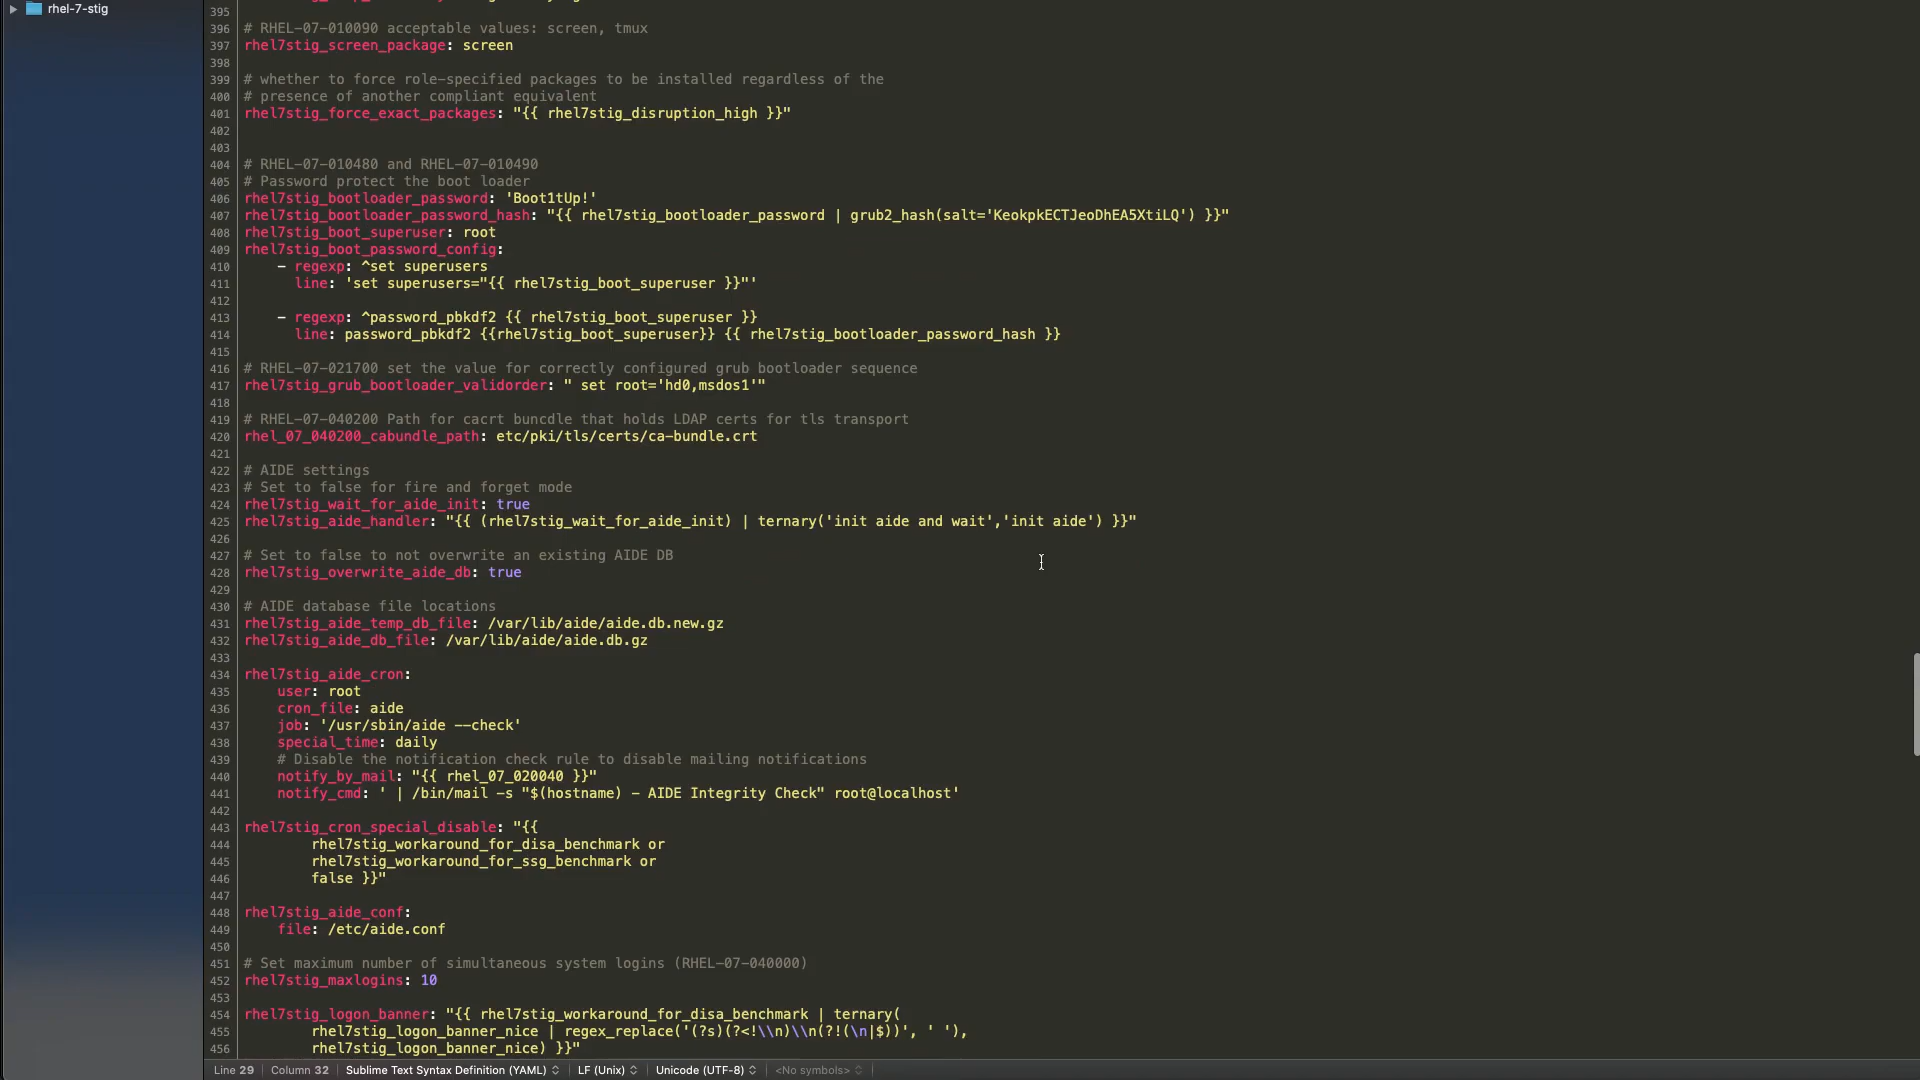 rhel-7-stig
395
396 # RHEL-07-010090 acceptable values: screen, tmux
397 rhel7stig_screen_package: screen
398
399 # whether to force role-specified packages to be installed regardless of the
400 # presence of another compliant equivalent
401 rhel7stig_force_exact_packages: "{{ rhel7stig_disruption_high }}"
402
403
404 # RHEL-07-010480 and RHEL-07-010490
405 # Password protect the boot loader
406 rhel7stig_bootloader_password: 'Boot1tUp!'
407 rhel7stig_bootloader_password_hash: "{{ rhel7stig_bootloader_password | grub2_hash(salt='KeokpkECTJeoDhEA5XtiLQ') }}"
408 rhel7stig_boot_superuser: root
409 rhel7stig_boot_password_config:
410     - regexp: ^set superusers
411       line: 'set superusers="{{ rhel7stig_boot_superuser }}"'
412
413     - regexp: ^password_pbkdf2 {{ rhel7stig_boot_superuser }}
414       line: password_pbkdf2 {{rhel7stig_boot_superuser}} {{ rhel7stig_bootloader_password_hash }}
415
416 # RHEL-07-021700 set the value for correctly configured grub bootloader sequence
417 rhel7stig_grub_bootloader_validorder: " set root='hd0,msdos1'"
418
419 # RHEL-07-040200 Path for cacrt buncdle that holds LDAP certs for tls transport
420 rhel_07_040200_cabundle_path: etc/pki/tls/certs/ca-bundle.crt
421
422 # AIDE settings
423 # Set to false for fire and forget mode
424 rhel7stig_wait_for_aide_init: true
425 rhel7stig_aide_handler: "{{ (rhel7stig_wait_for_aide_init) | ternary('init aide and wait','init aide') }}"
426
427 # Set to false to not overwrite an existing AIDE DB
428 rhel7stig_overwrite_aide_db: true
429
430 # AIDE database file locations
431 rhel7stig_aide_temp_db_file: /var/lib/aide/aide.db.new.gz
432 rhel7stig_aide_db_file: /var/lib/aide/aide.db.gz
433
434 rhel7stig_aide_cron:
435     user: root
436     cron_file: aide
437     job: '/usr/sbin/aide --check'
438     special_time: daily
439     # Disable the notification check rule to disable mailing notifications
440     notify_by_mail: "{{ rhel_07_020040 }}"
441     notify_cmd: ' | /bin/mail -s "$(hostname) - AIDE Integrity Check" root@localhost'
442
443 rhel7stig_cron_special_disable: "{{
444         rhel7stig_workaround_for_disa_benchmark or
445         rhel7stig_workaround_for_ssg_benchmark or
446         false }}"
447
448 rhel7stig_aide_conf:
449     file: /etc/aide.conf
450
451 # Set maximum number of simultaneous system logins (RHEL-07-040000)
452 rhel7stig_maxlogins: 10
453
454 rhel7stig_logon_banner: "{{ rhel7stig_workaround_for_disa_benchmark | ternary(
455         rhel7stig_logon_banner_nice | regex_replace('(?s)(?<!\\n)\\n(?!(\n|$))', ' '),
456         rhel7stig_logon_banner_nice) }}"
Line 29 Column 32 Sublime Text Syntax Definition (YAML) LF (Unix) Unicode (UTF-8) <No symbols>